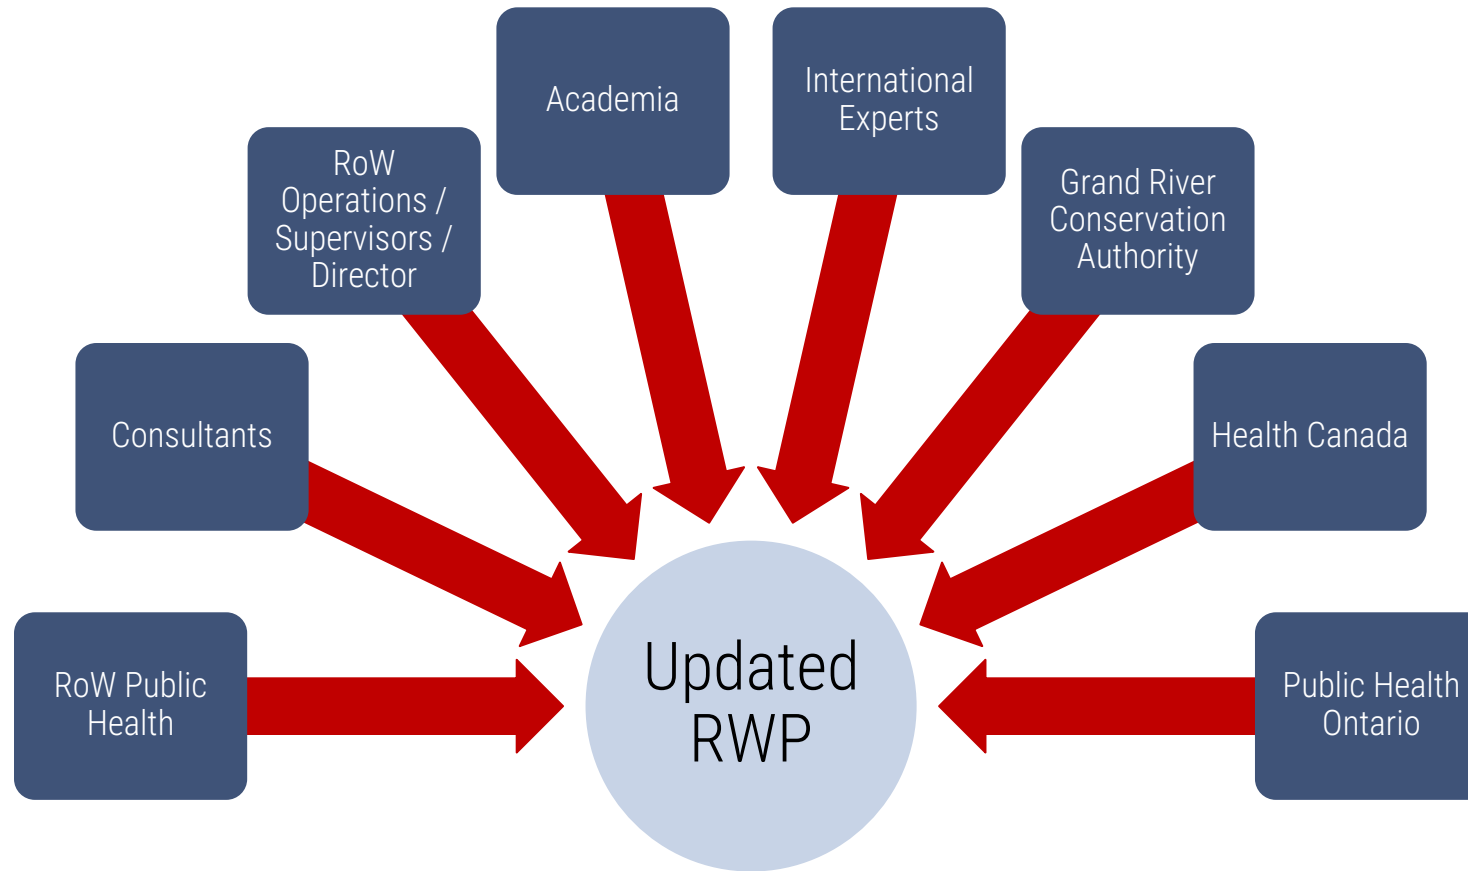 Academia
International
Experts
RoW
Operations /
Supervisors /
Director
Grand River
Conservation
Authority
Consultants
Health Canada
RoW Public
Health
Updated
RWP
Public Health
Ontario